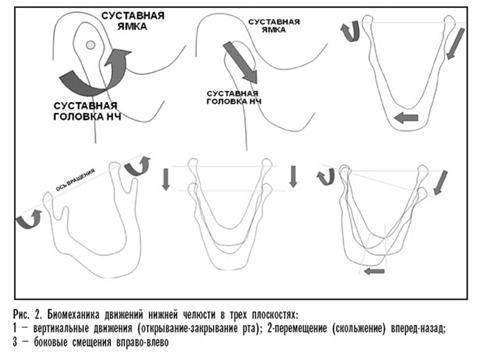 СУСТАВНАЯ
ЯМКА
СУСТАВНАЯ
ГОЛОВКА НЧ
СУСТАВНАЯ
ЯМКА
СУСТАВНАЯ
ГОЛОВКА НЧ
ОСЬ ВРАЩЕНИЯ
Рис. 2. Биомеханика движений нижней челюсти в трех плоскостях:
1 – вертикальные движения (открывание-закрывание рта); 2-перемещение (скольжение) вперед-назад;
3 – боковые смещения вправо-влево